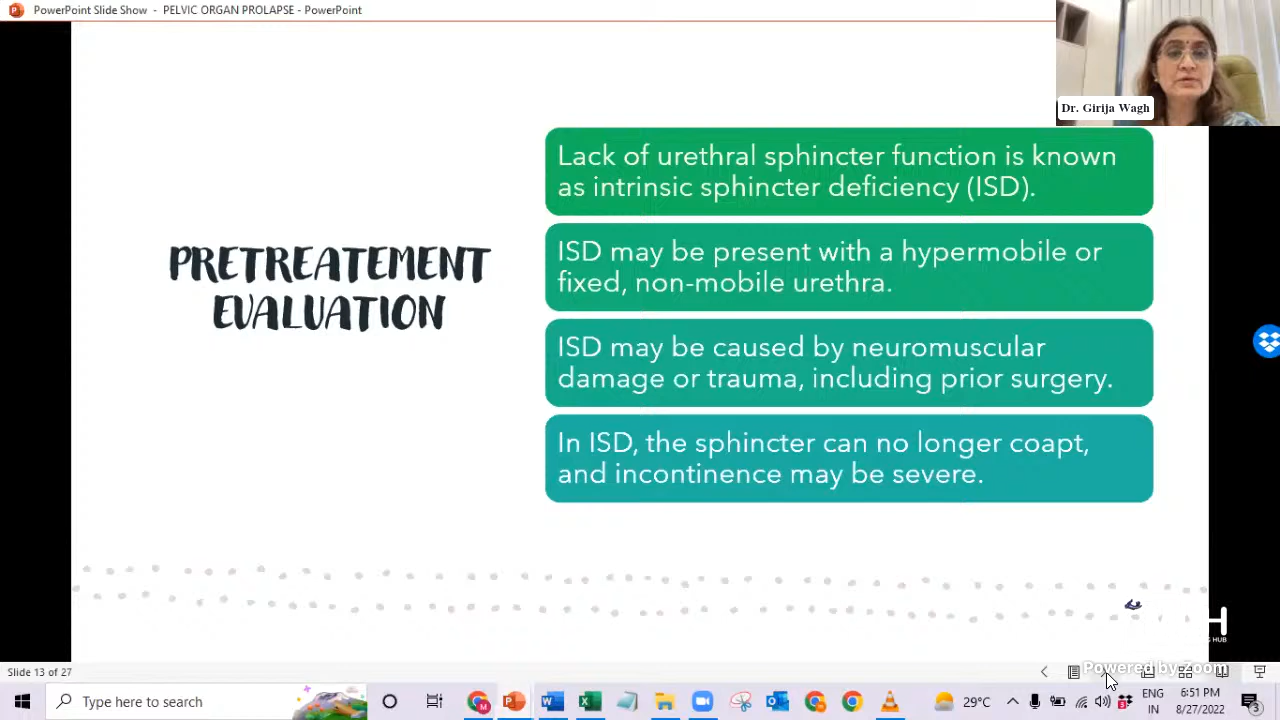 PowerPoint Slide Show - PELVIC ORGAN PROLAPSE - PowerPoint
Dr. Girija Wagh
PRETREATEMENT
EVALUATION
Lack of urethral sphincter function is known
as intrinsic sphincter deficiency (ISD).
ISD may be present with a hypermobile or
fixed, non-mobile urethra.
ISD may be caused by neuromuscular
damage or trauma, including prior surgery.
In ISD, the sphincter can no longer coapt,
and incontinence may be severe.
H
HUB
Slide 13 of 27
Powered by Zoom
Type here to search
29°C
ENG
IN
6:51 PM
8/27/2022
3